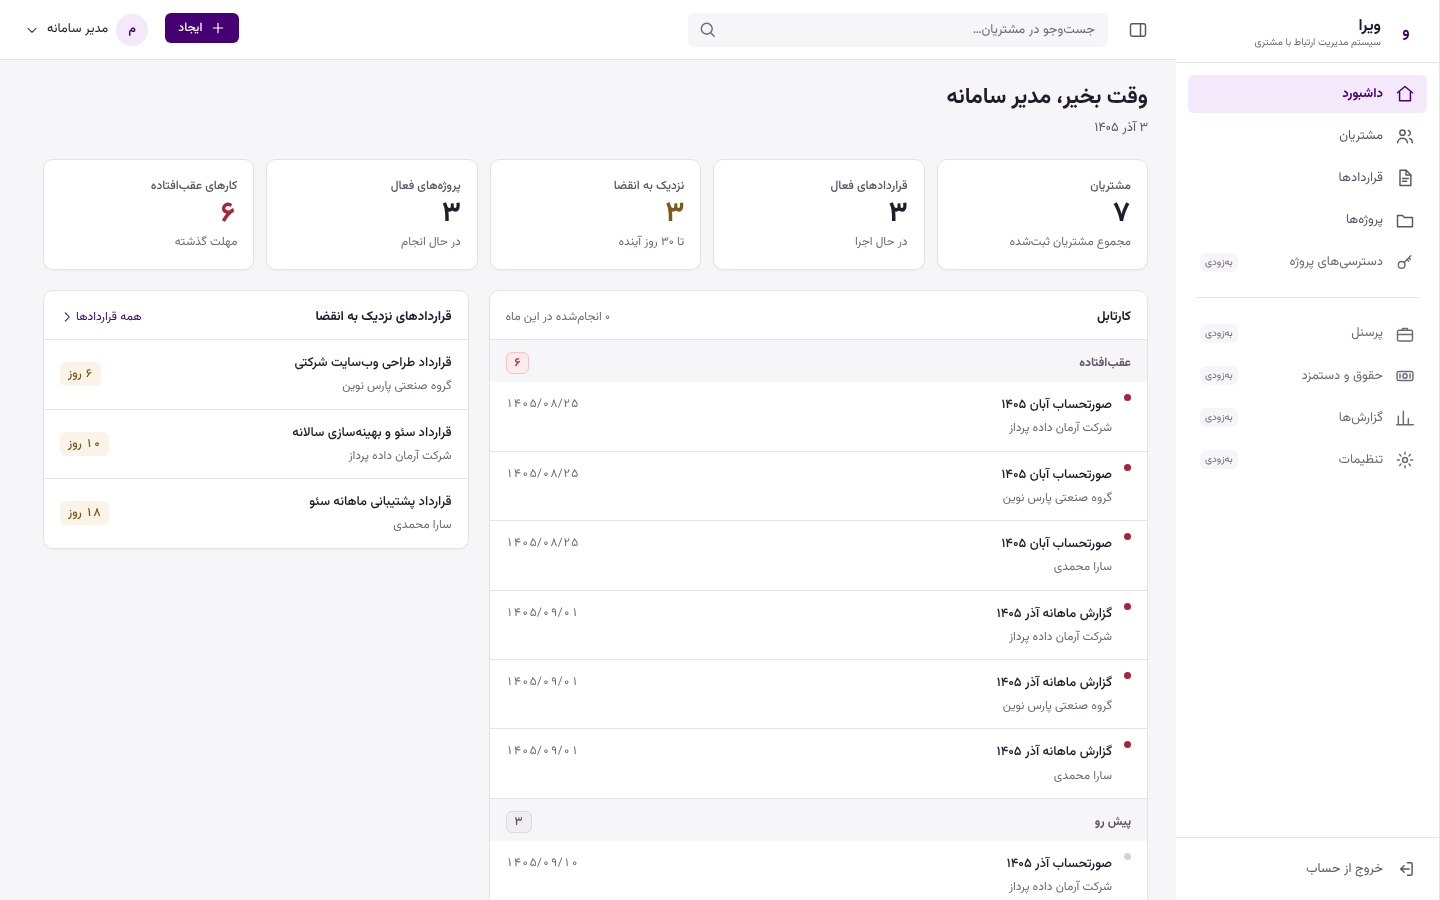 و
ویرا
سیستم مدیریت ارتباط با مشتری
داشبورد
مشتریان
قراردادها
پروژه‌ها
دسترسی‌های پروژه
به‌زودی
پرسنل
به‌زودی
حقوق و دستمزد
به‌زودی
گزارش‌ها
به‌زودی
تنظیمات
به‌زودی
خروج از حساب
جست‌وجو در مشتریان...
ایجاد
م
مدیر سامانه
وقت بخیر، مدیر سامانه
۳ آذر ۱۴۰۵
مشتریان
۷
مجموع مشتریان ثبت‌شده
قراردادهای فعال
۳
در حال اجرا
نزدیک به انقضا
۳
تا ۳۰ روز آینده
پروژه‌های فعال
۳
در حال انجام
کارهای عقب‌افتاده
۶
مهلت گذشته
کارتابل
۰ انجام‌شده در این ماه
عقب‌افتاده
۶
صورتحساب آبان ۱۴۰۵
۱۴۰۵/۰۸/۲۵
شرکت آرمان داده پرداز
صورتحساب آبان ۱۴۰۵
۱۴۰۵/۰۸/۲۵
گروه صنعتی پارس نوین
صورتحساب آبان ۱۴۰۵
۱۴۰۵/۰۸/۲۵
سارا محمدی
گزارش ماهانه آذر ۱۴۰۵
۱۴۰۵/۰۹/۰۱
شرکت آرمان داده پرداز
گزارش ماهانه آذر ۱۴۰۵
۱۴۰۵/۰۹/۰۱
گروه صنعتی پارس نوین
گزارش ماهانه آذر ۱۴۰۵
۱۴۰۵/۰۹/۰۱
سارا محمدی
پیش رو
۳
صورتحساب آذر ۱۴۰۵
۱۴۰۵/۰۹/۱۰
شرکت آرمان داده پرداز
قراردادهای نزدیک به انقضا
همه قراردادها
قرارداد طراحی وب‌سایت شرکتی
گروه صنعتی پارس نوین
۶ روز
قرارداد سئو و بهینه‌سازی سالانه
شرکت آرمان داده پرداز
۱۰ روز
قرارداد پشتیبانی ماهانه سئو
سارا محمدی
۱۸ روز